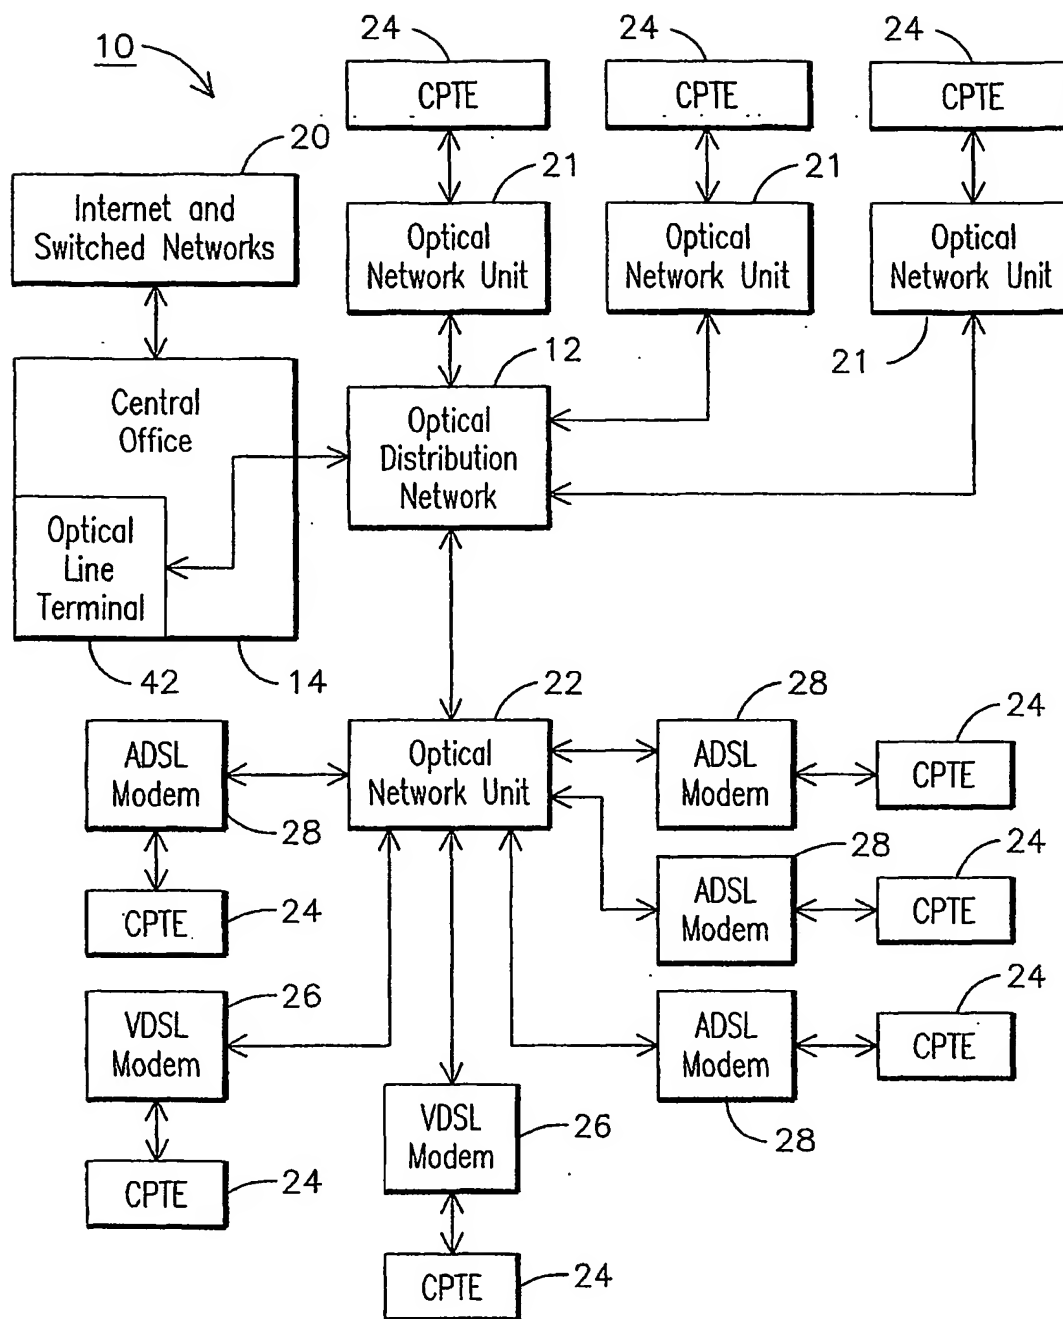 10
24
24
24
CPTE
CPTE
CPTE
20
21
21
Internet and
Switched Networks
Optical
Network Unit
Optical
Network Unit
Optical
Network Unit
21
12
Central
Office
Optical
Distribution
Network
Optical
Line
Terminal
42
14
22
28
24
ADSL
Modem
Optical
Network Unit
ADSL
Modem
CPTE
28
28
24
CPTE
24
ADSL
Modem
CPTE
26
24
VDSL
Modem
ADSL
Modem
CPTE
VDSL
Modem
26
28
CPTE
24
CPTE
24